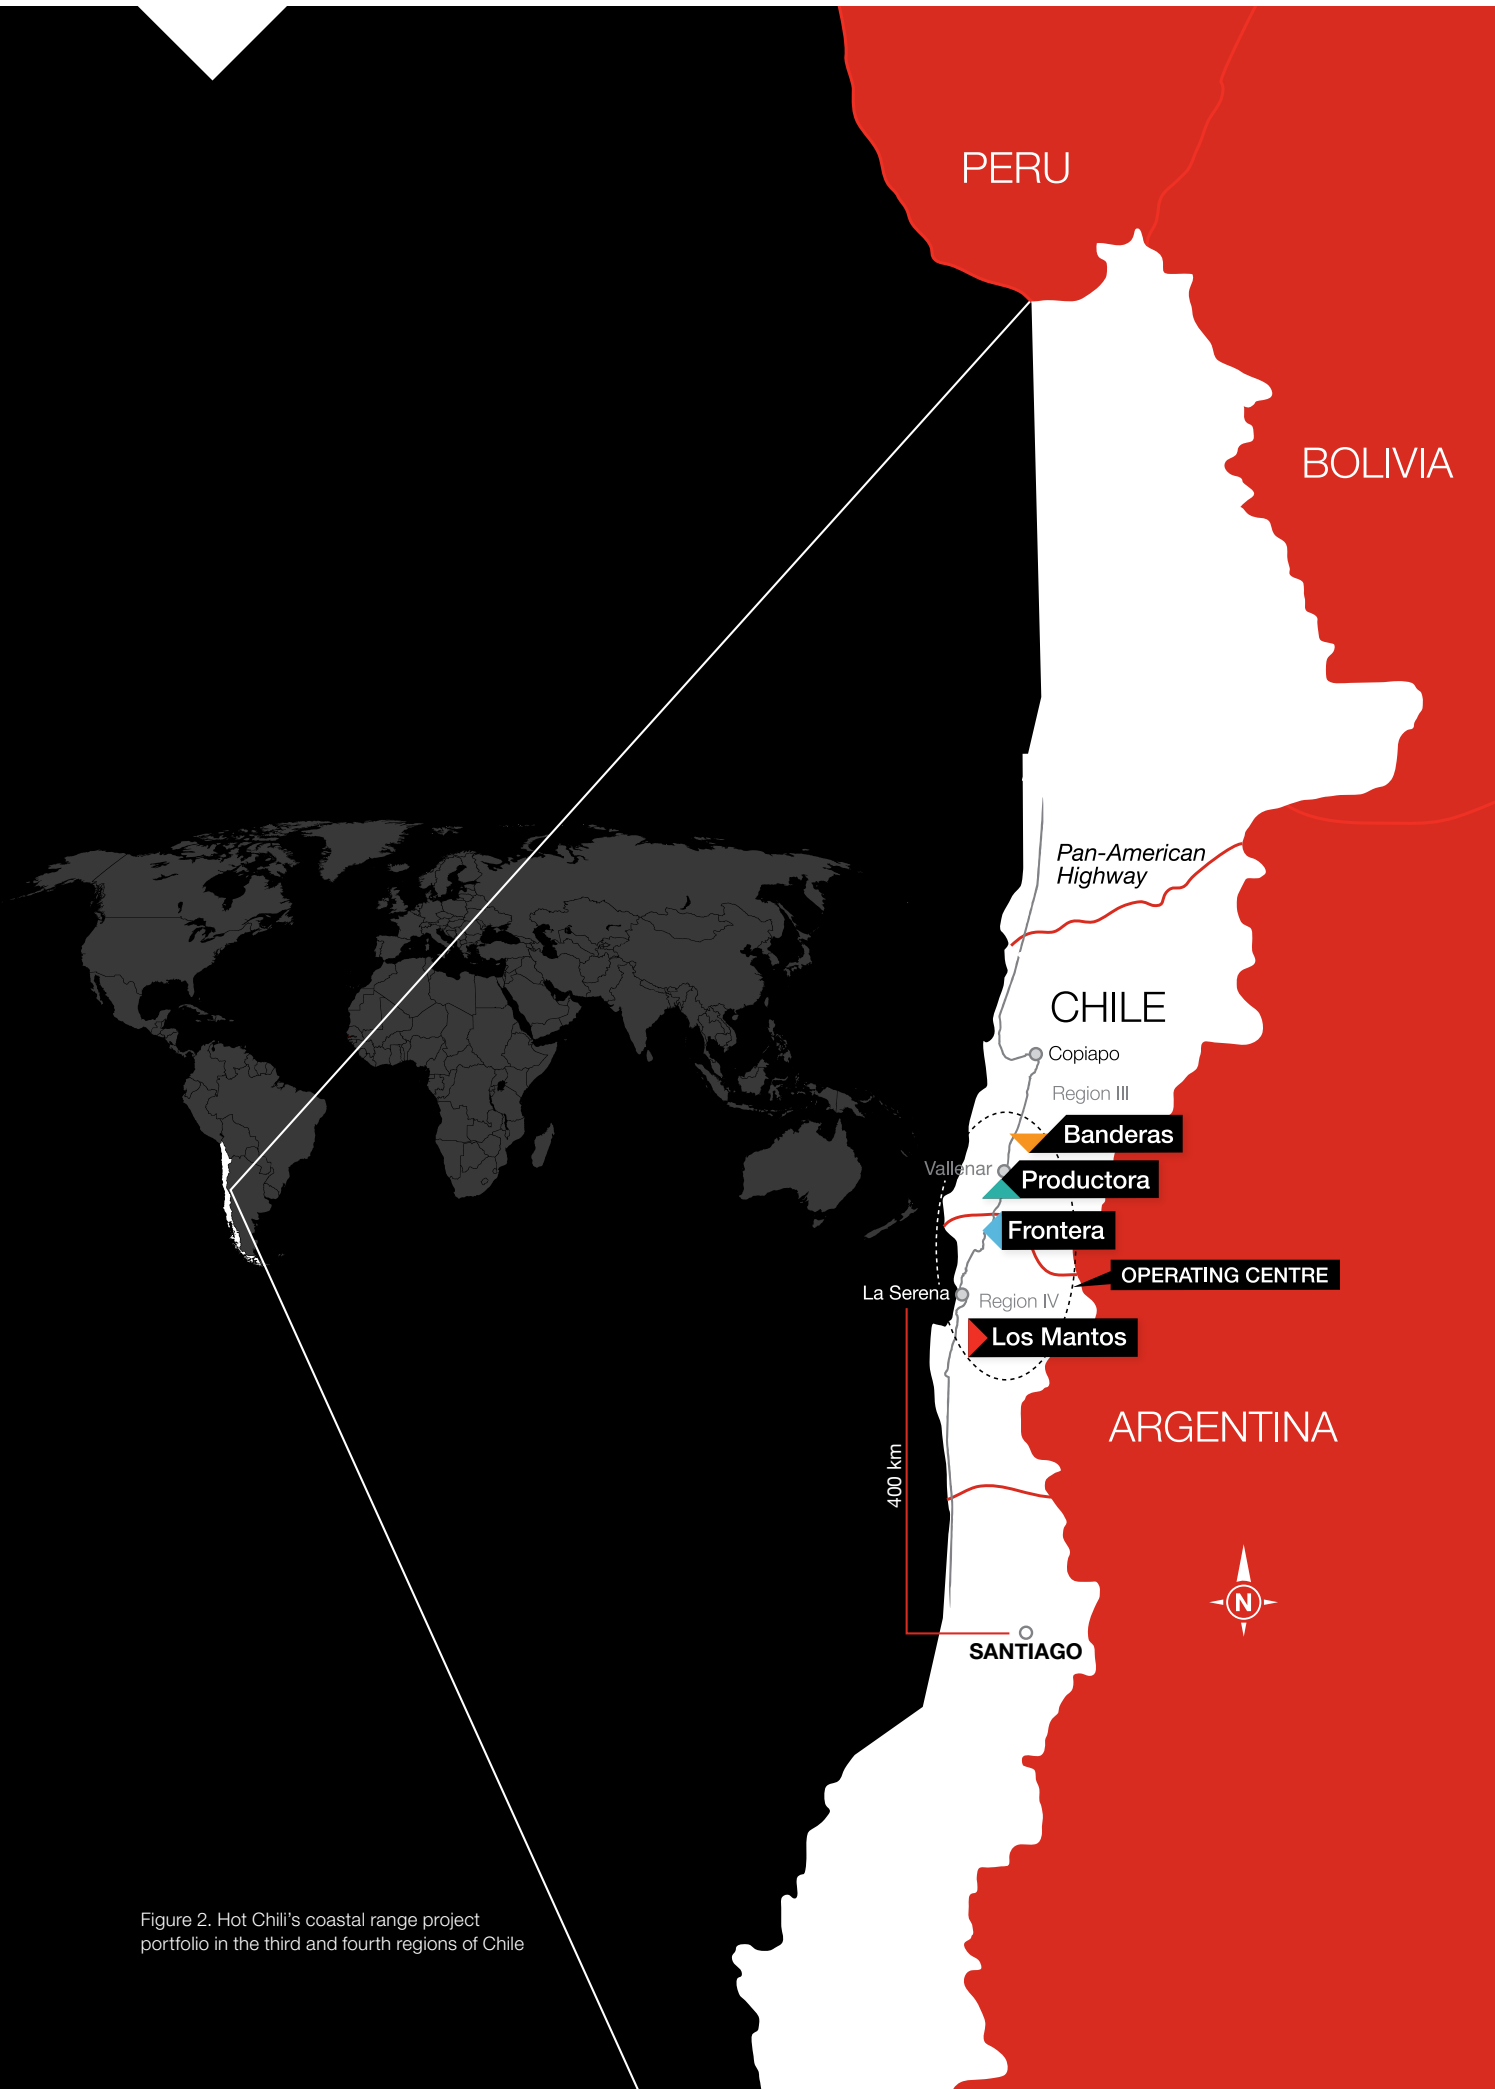 PERU
BOLIVIA
Pan-American
Highway
CHILE
Copiapo
Region III
Banderas
Vallenar
Productora
Frontera
OPERATING CENTRE
La Serena
Region IV
Los Mantos
ARGENTINA
400 km
N
SANTIAGO
Figure 2. Hot Chili’s coastal range project
portfolio in the third and fourth regions of Chile